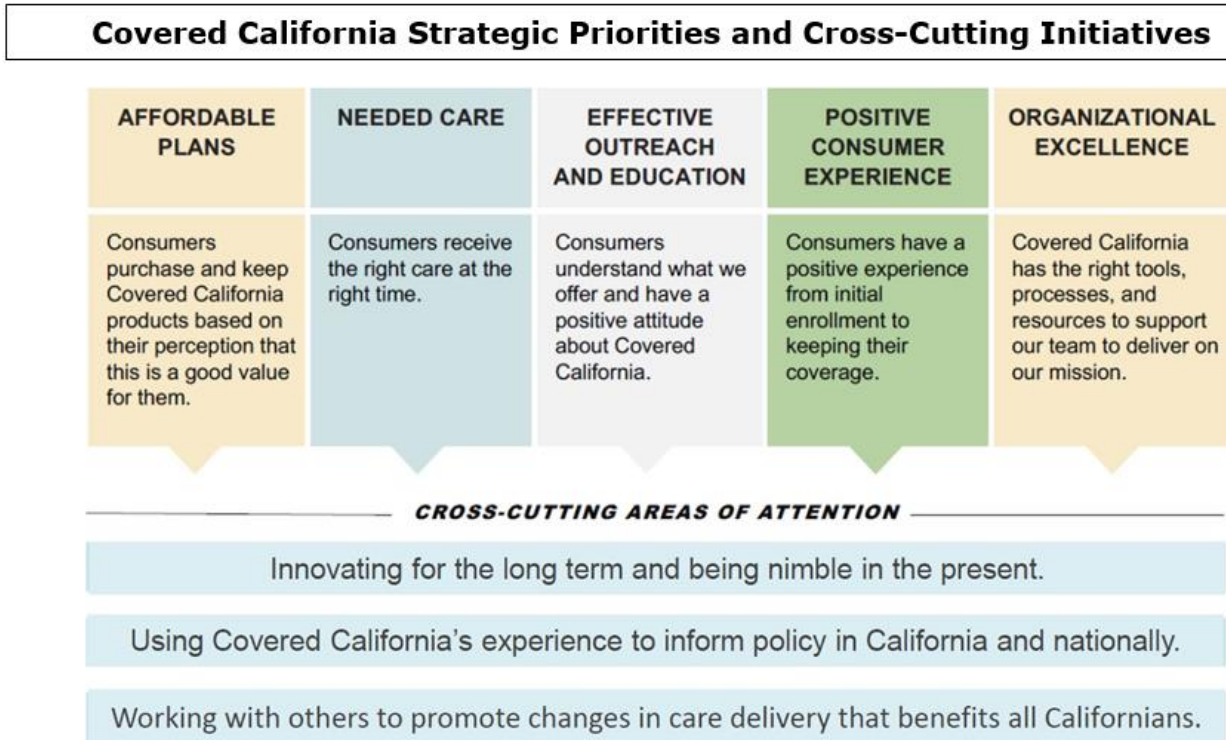 Covered California Strategic Priorities and Cross-Cutting Initiatives
AFFORDABLE
PLANS
Consumers
purchase and keep
Covered California
products based on
their perception that
this is a good value
for them.
NEEDED CARE
Consumers receive
the right care at the
right time.
EFFECTIVE
OUTREACH
AND EDUCATION
Consumers
understand what we
offer and have a
positive attitude
about Covered
California.
POSITIVE
CONSUMER
EXPERIENCE
Consumers have a
positive experience
from initial
enrollment to
keeping their
coverage.
ORGANIZATIONAL
EXCELLENCE
Covered California
has the right tools,
processes, and
resources to support
our team to deliver on
our mission.
CROSS-CUTTING AREAS OF ATTENTION
Innovating for the long term and being nimble in the present.
Using Covered California’s experience to inform policy in California and nationally.
Working with others to promote changes in care delivery that benefits all Californians.